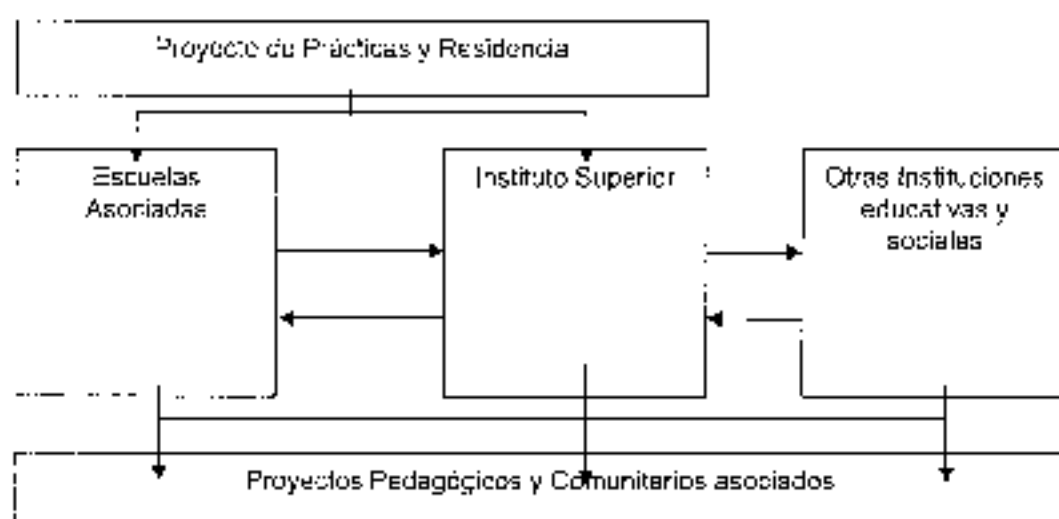 Proyecto de Prácticas y Residencia
Escuelas
Asociadas
Instituto Superior
Otras Instituciones
educativas y
sociales
Proyectos Pedagógicos y Comunitarios asociados